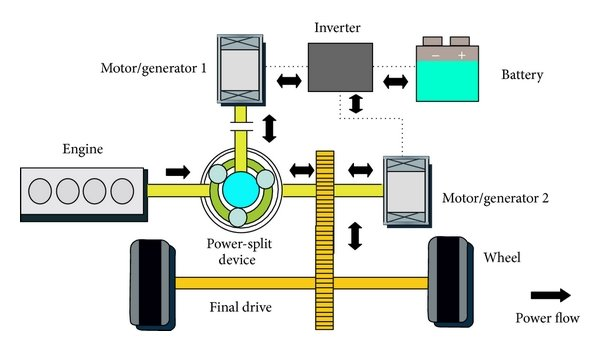 Inverter
Motor/generator 1
− +
Battery
Engine
Motor/generator 2
Power-split
device
Wheel
Final drive
Power flow